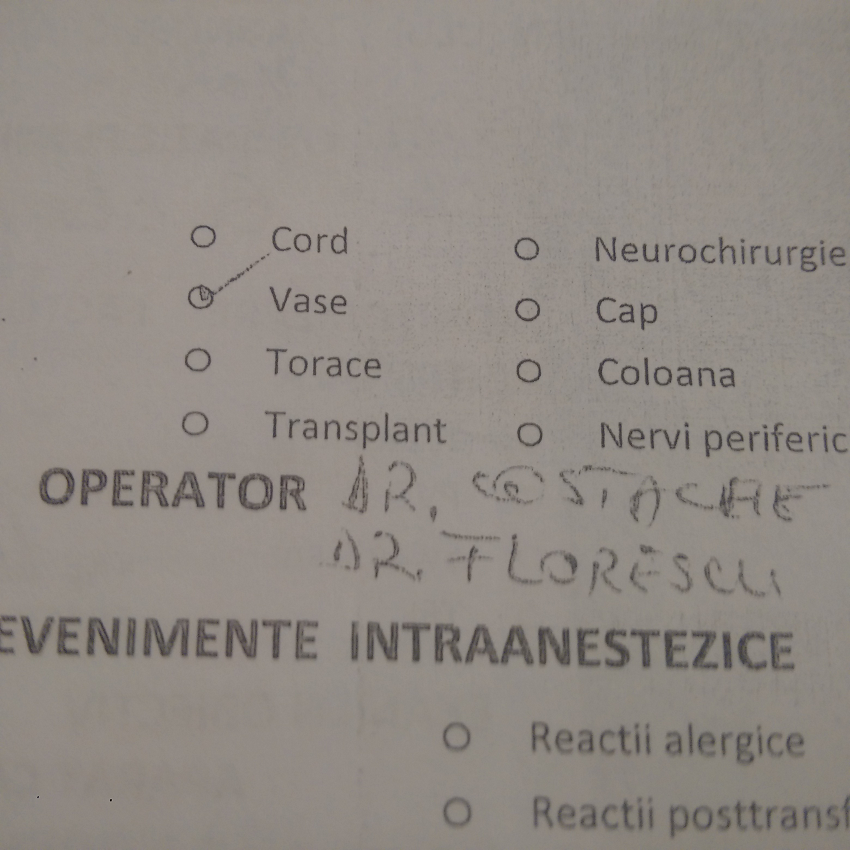 Cord Neurochirurgie
Vase Cap
Torace Coloana
Transplant Nervi periferic
OPERATOR DR. COSTACHE
DR. FLORESCU
EVENIMENTE INTRAANESTEZICE
Reactii alergice
Reactii posttransf